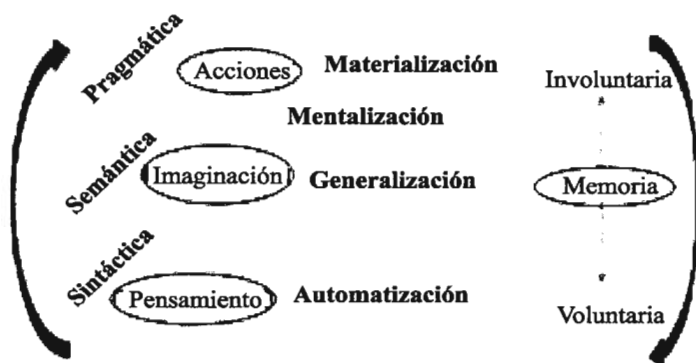 Pragmática
Acciones
Materialización
Involuntaria
Mentalización
Semántica
Imaginación
Generalización
Memoria
Sintáctica
Pensamiento
Automatización
Voluntaria